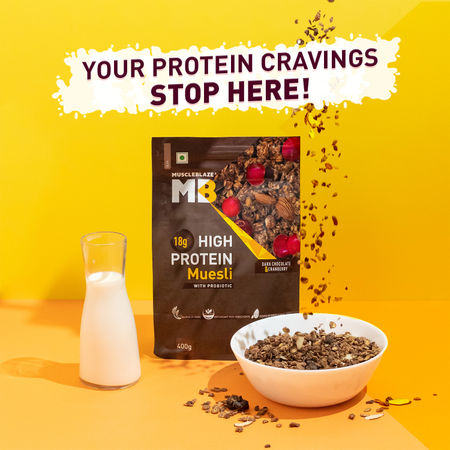 YOUR PROTEIN CRAVINGS
STOP HERE!
MUSCLEBLAZE
MB
18g HIGH
PROTEIN
Muesli
WITH PROBIOTIC
DARK CHOCOLATE
& CRANBERRY
400g